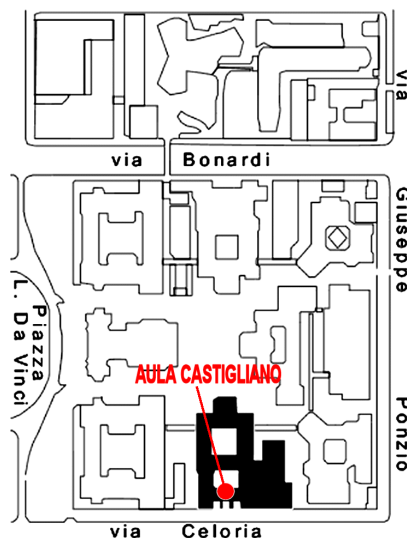 via Bonardi
via Giuseppe Ponzio
Piazza
L. Da Vinci
AULA CASTIGLIANO
via Celoria